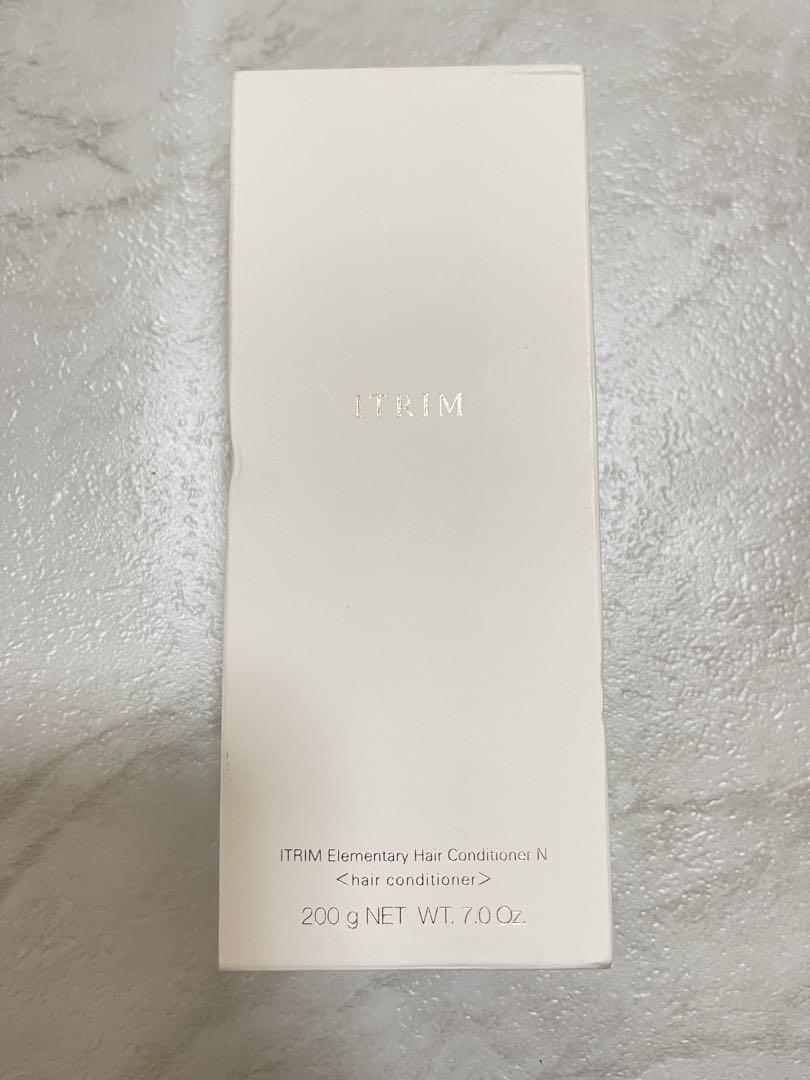 ITRIM
ITRIM Elementary Hair Conditioner N
<hair conditioner>
200 g NET WT. 7.0 Oz.